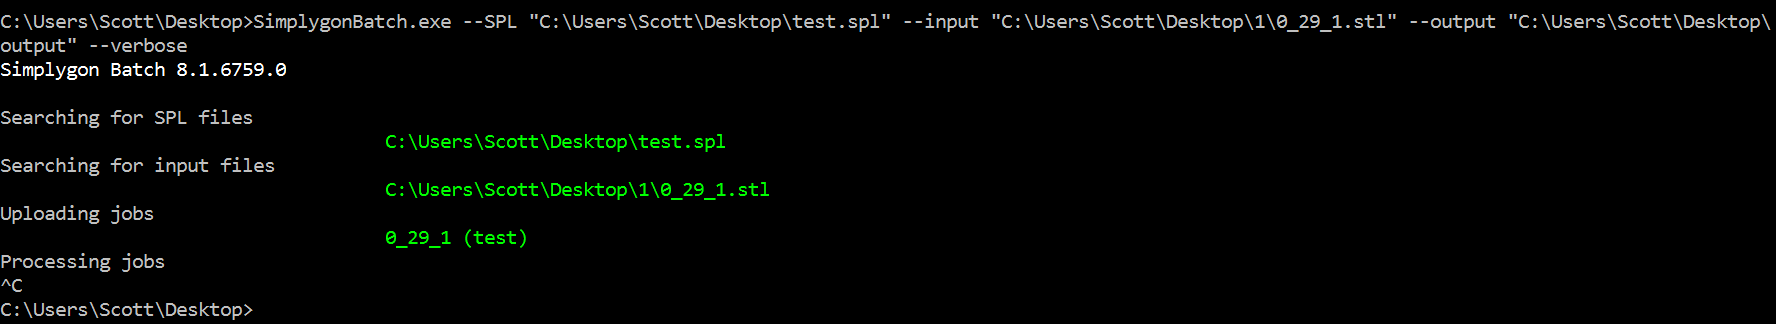 C:\Users\Scott\Desktop>SimplygonBatch.exe --SPL "C:\Users\Scott\Desktop\test.spl" --input "C:\Users\Scott\Desktop\1\0_29_1.stl" --output "C:\Users\Scott\Desktop\
output" --verbose
Simplygon Batch 8.1.6759.0
Searching for SPL files
C:\Users\Scott\Desktop\test.spl
Searching for input files
C:\Users\Scott\Desktop\1\0_29_1.stl
Uploading jobs
0_29_1 (test)
Processing jobs
^C
C:\Users\Scott\Desktop>